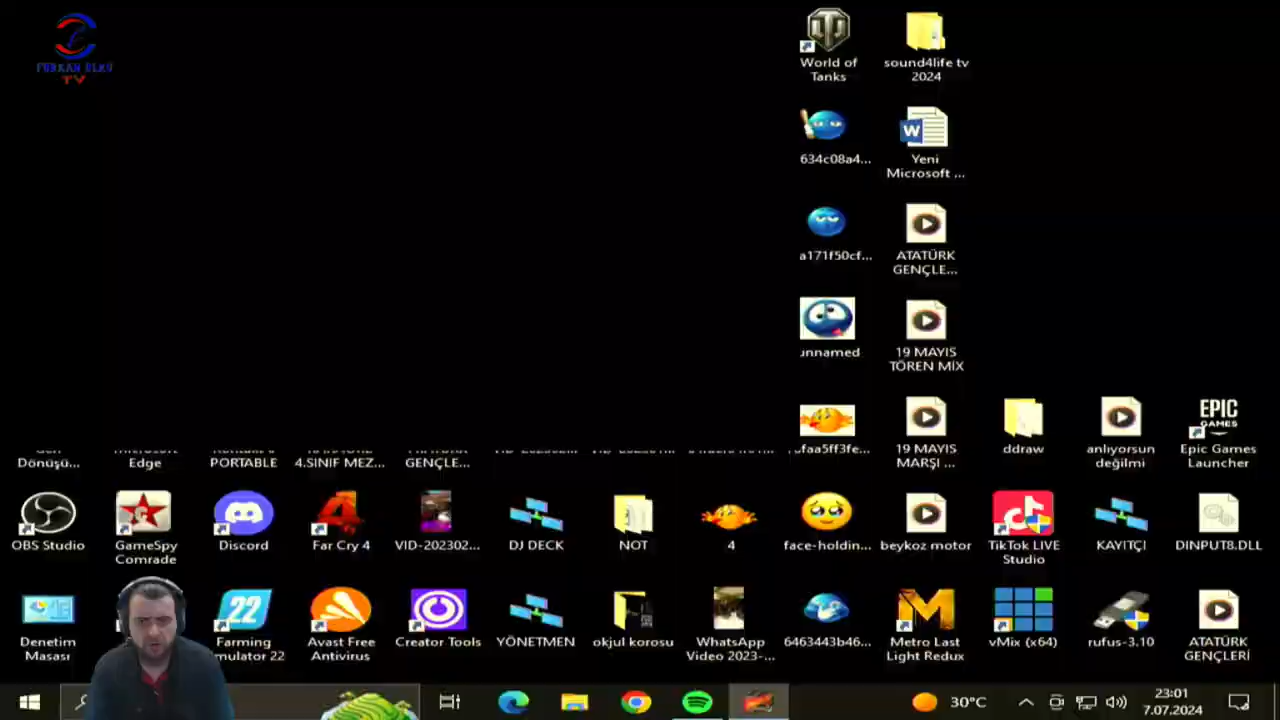 FURKAN ULKU
TV
World of
Tanks
sound4life tv
2024
634c08a4...
Yeni
Microsoft ...
a171f50cf...
ATATÜRK
GENÇLE...
unnamed
19 MAYIS
TÖREN MİX
19 MAYIS
MARŞI ...
ddraw
anlıyorsun
değilmi
EPIC
GAMES
Epic Games
Launcher
Dönüşü...
Edge
PORTABLE
4.SINIF MEZ...
GENÇLE...
OBS Studio
GameSpy
Comrade
Discord
Far Cry 4
VID-202302...
DJ DECK
NOT
4
face-holdin...
beykoz motor
TikTok LIVE
Studio
KAYITÇI
DINPUT8.DLL
Denetim
Masası
22
Farming
mulator 22
Avast Free
Antivirus
Creator Tools
YÖNETMEN
okjul korosu
WhatsApp
Video 2023-...
6463443b46...
Metro Last
Light Redux
vMix (x64)
rufus-3.10
ATATÜRK
GENÇLERİ
30°C
23:01
7.07.2024